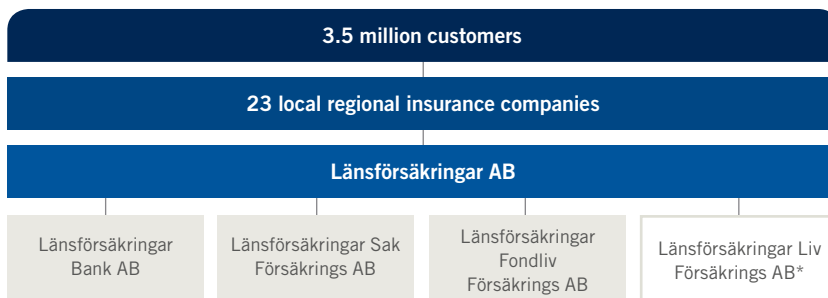 3.5 million customers
23 local regional insurance companies
Länsförsäkringar AB
Länsförsäkringar
Bank AB
Länsförsäkringar Sak
Försäkrings AB
Länsförsäkringar
Fondliv
Försäkrings AB
Länsförsäkringar Liv
Försäkrings AB*